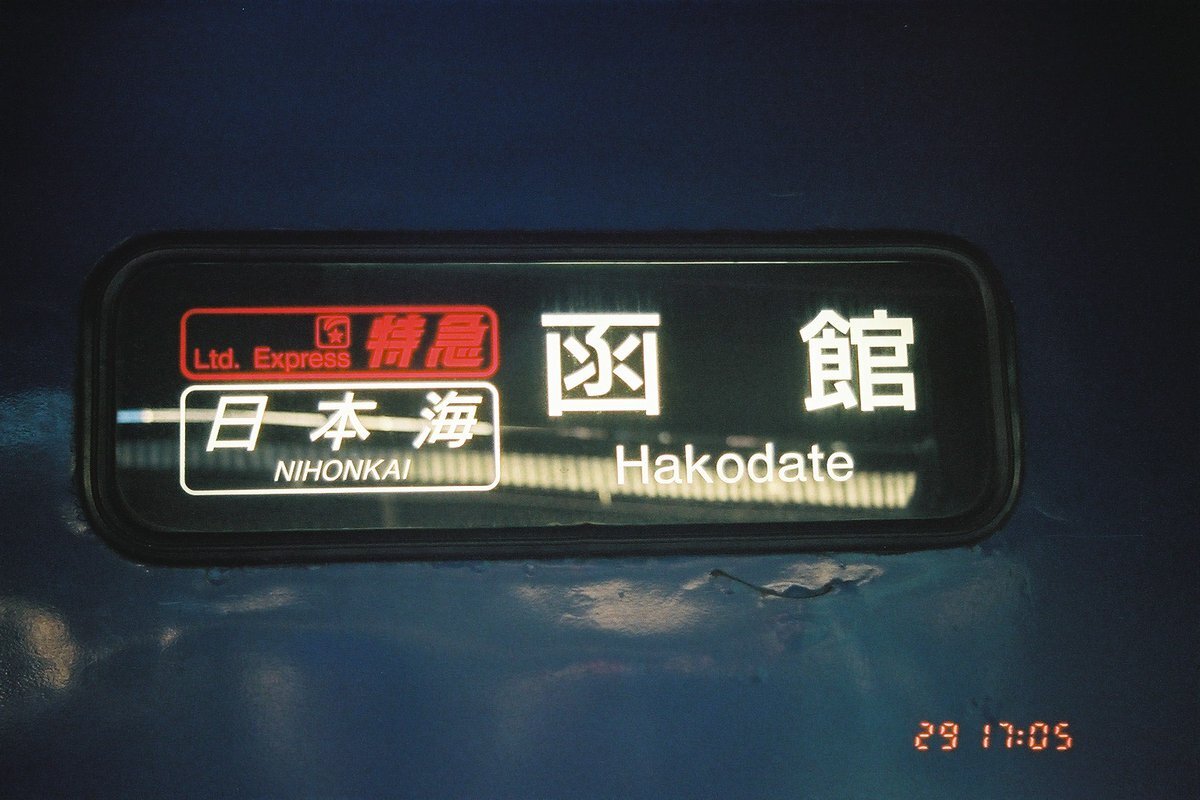 Ltd. Express 特急
日本海
NIHONKAI
函館
Hakodate
29 17:05